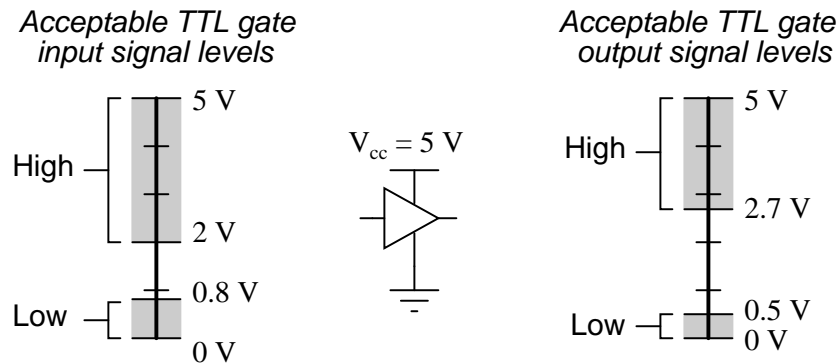 Acceptable TTL gate
input signal levels
High
Low
5 V
2 V
0.8 V
0 V
V_cc = 5 V
Acceptable TTL gate
output signal levels
High
Low
5 V
2.7 V
0.5 V
0 V